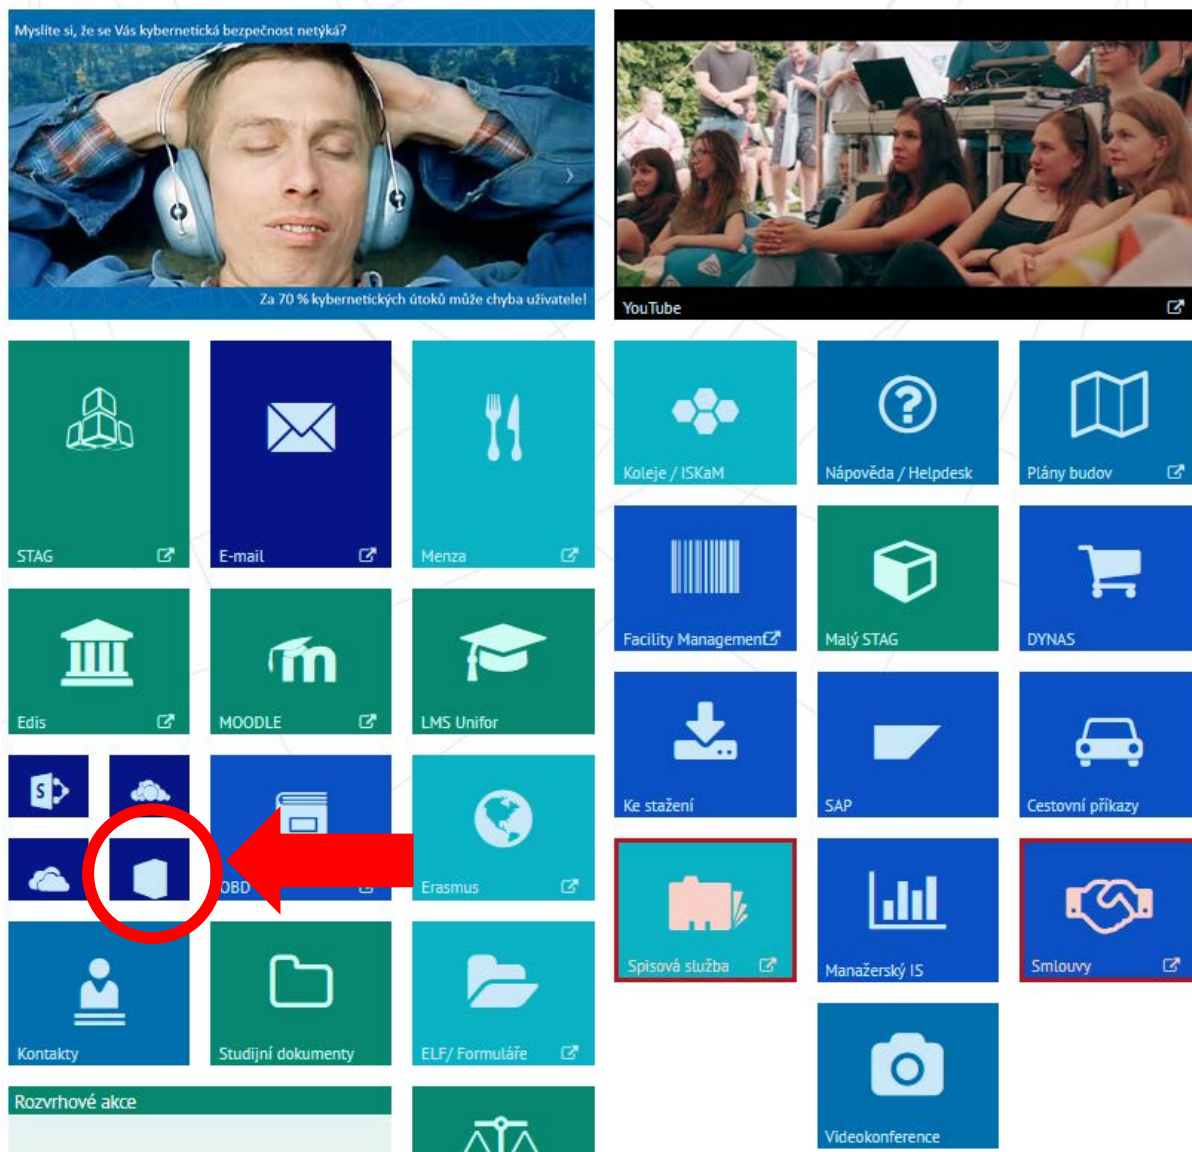 Myslíte si, že se Vás kybernetická bezpečnost netýká?
Za 70 % kybernetických útoků může chyba uživatele!
YouTube
STAG
E-mail
Menza
Koleje / ISKaM
Nápověda / Helpdesk
Plány budov
Facility Management
Malý STAG
DYNAS
Edis
MOODLE
LMS Unifor
Ke stažení
SAP
Cestovní příkazy
S
OBD
Erasmus
Spisová služba
Manažerský IS
Smlouvy
Kontakty
Studijní dokumenty
ELF/ Formuláře
Videokonference
Rozvrhové akce